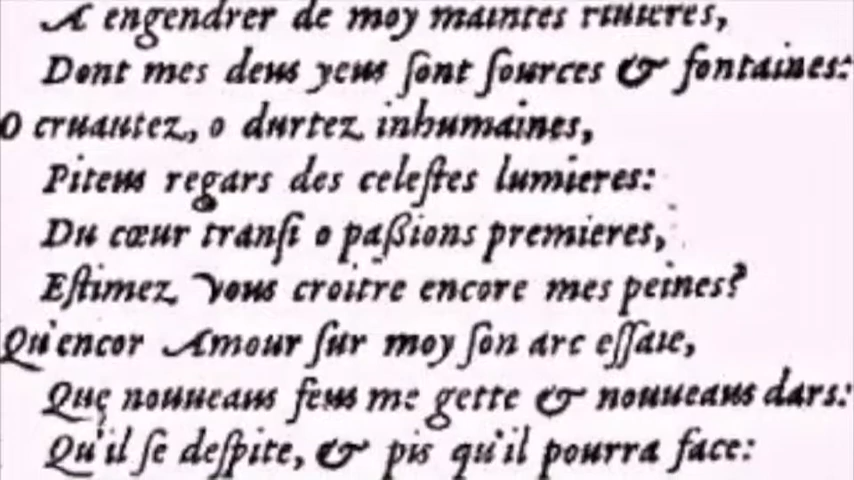 A engendrer de moy maintes riuieres,
Dont mes deus yeus ſont ſources & fontaines:
O cruautez, o durtez inhumaines,
Piteus regars des celeſtes lumieres:
Du cœur tranſi o paßions premieres,
Eſtimez vous croitre encore mes peines?
Qu'encor Amour ſur moy ſon arc eſſaie,
Que nouueaus feus me gette & nouueaus dars:
Qu'il ſe deſpite, & pis qu'il pourra face: